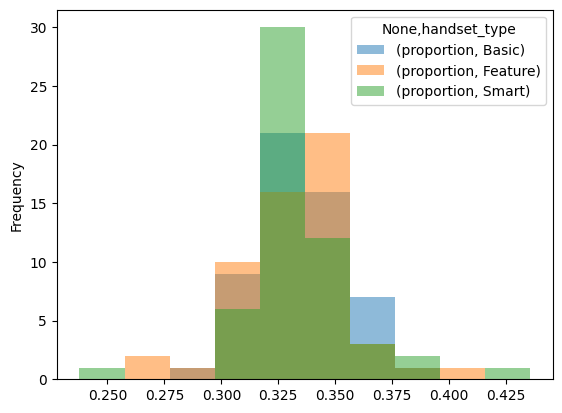 None,handset_type
(proportion, Basic)
(proportion, Feature)
(proportion, Smart)
Frequency
30
25
20
15
10
5
0
0.250 0.275 0.300 0.325 0.350 0.375 0.400 0.425